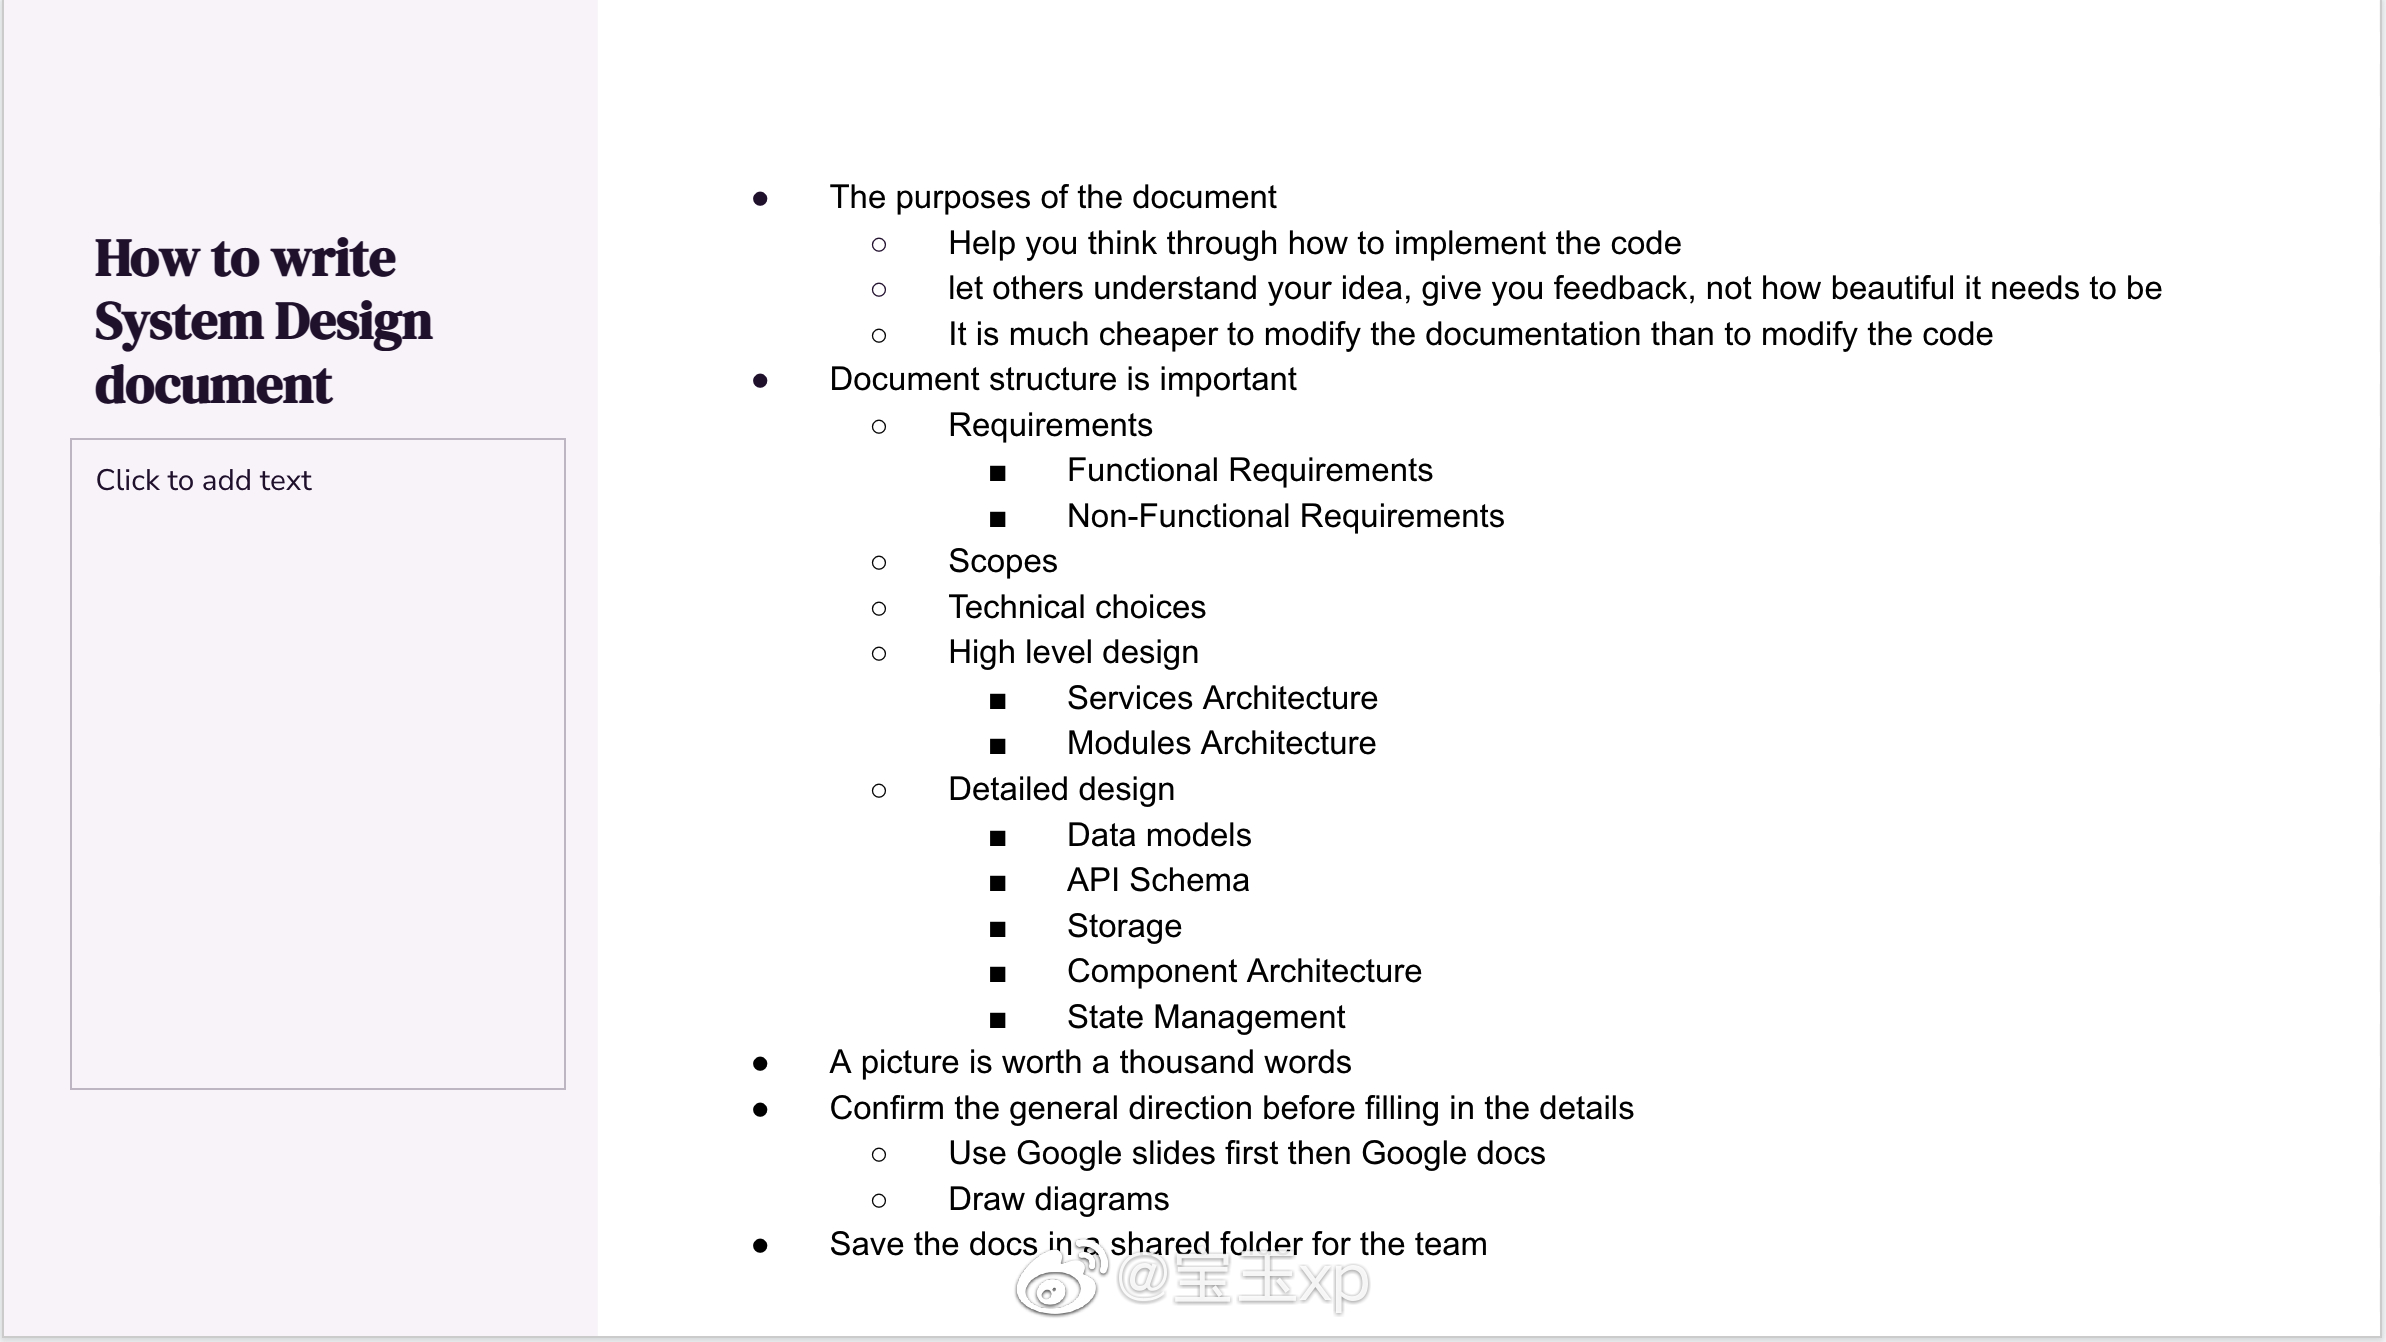 How to write
System Design
document
Click to add text
● The purposes of the document
○ Help you think through how to implement the code
○ let others understand your idea, give you feedback, not how beautiful it needs to be
○ It is much cheaper to modify the documentation than to modify the code
● Document structure is important
○ Requirements
■ Functional Requirements
■ Non-Functional Requirements
○ Scopes
○ Technical choices
○ High level design
■ Services Architecture
■ Modules Architecture
○ Detailed design
■ Data models
■ API Schema
■ Storage
■ Component Architecture
■ State Management
● A picture is worth a thousand words
● Confirm the general direction before filling in the details
○ Use Google slides first then Google docs
○ Draw diagrams
● Save the docs in a shared folder for the team
@宝玉xp